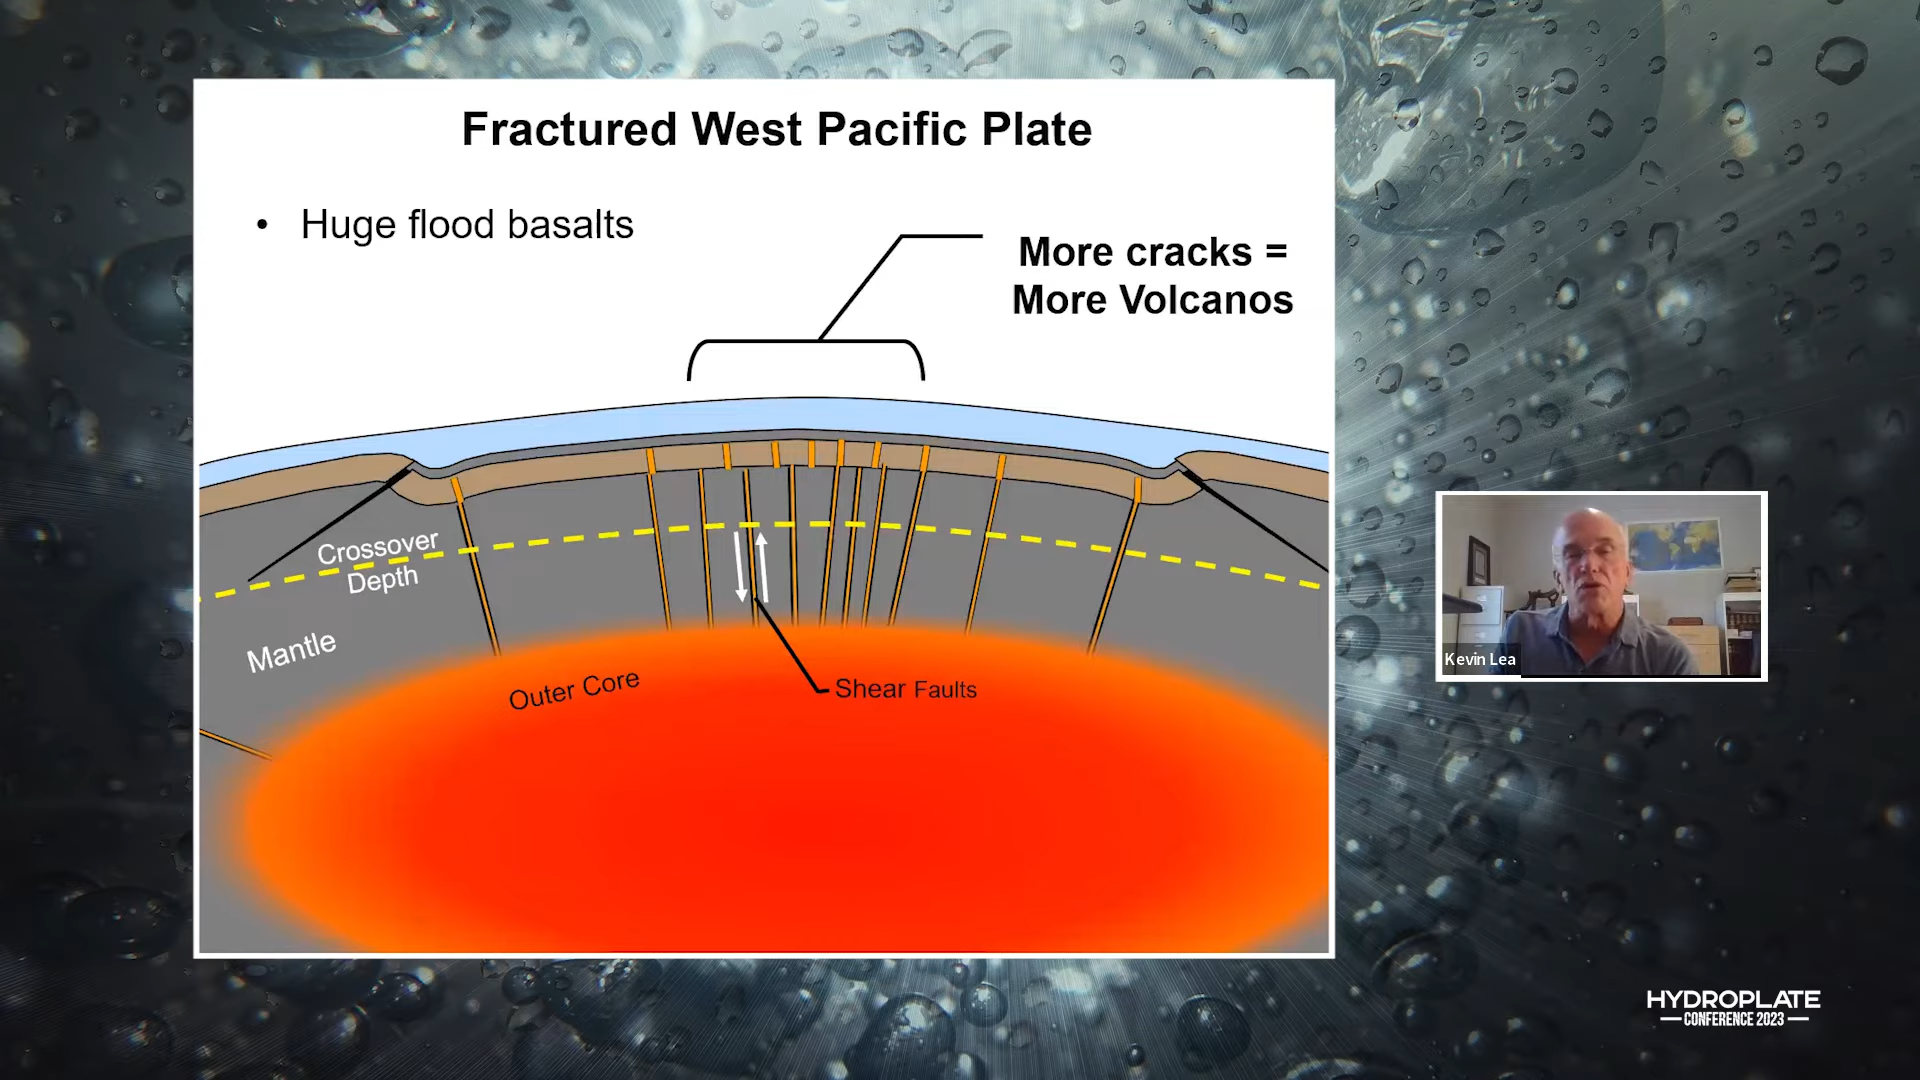 Fractured West Pacific Plate
• Huge flood basalts
More cracks =
More Volcanos
Crossover
Depth
Mantle
Outer Core
Shear Faults
Kevin Lea
HYDROPLATE
CONFERENCE 2023